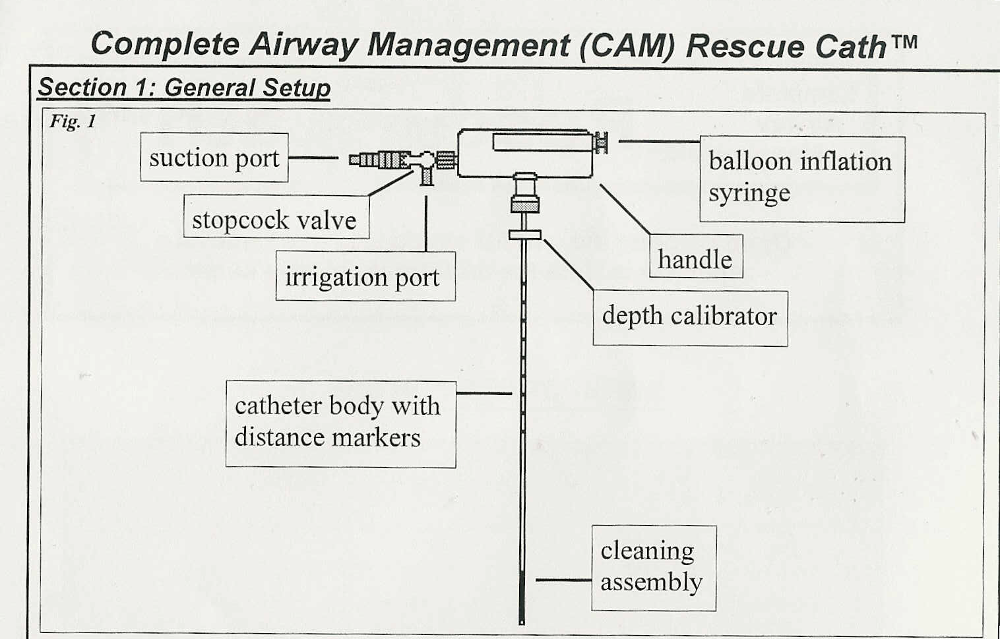 Complete Airway Management (CAM) Rescue Cath™
Section 1: General Setup
Fig. 1
suction port
stopcock valve
irrigation port
balloon inflation
syringe
handle
depth calibrator
catheter body with
distance markers
cleaning
assembly